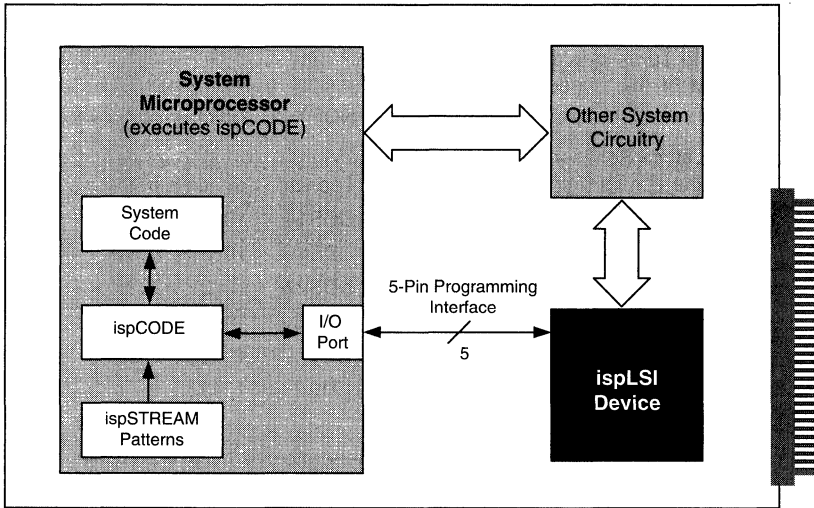 System
Microprocessor
(executes ispCODE)
System
Code
ispCODE
ispSTREAM
Patterns
I/O
Port
5-Pin Programming
Interface
5
Other System
Circuitry
ispLSI
Device